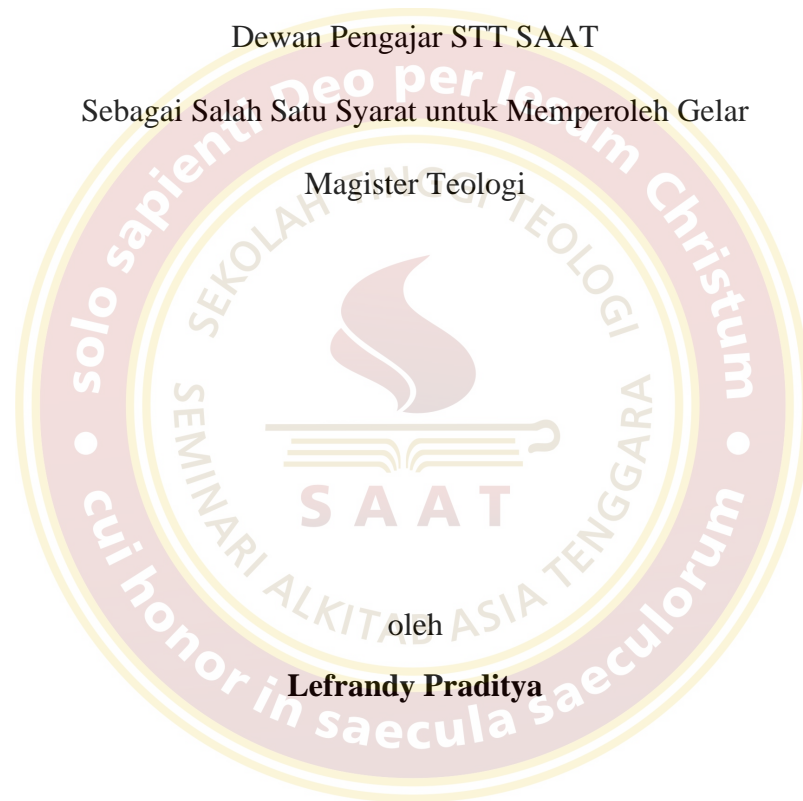 Dewan Pengajar STT SAAT
Sebagai Salah Satu Syarat untuk Memperoleh Gelar
Magister Teologi
oleh
Lefrandy Praditya
solo sapienti Deo per Iesum Christum
cui honor in saecula saeculorum
SEKOLAH TINGGI TEOLOGI
SEMINARI ALKITAB ASIA TENGGARA
SAAT